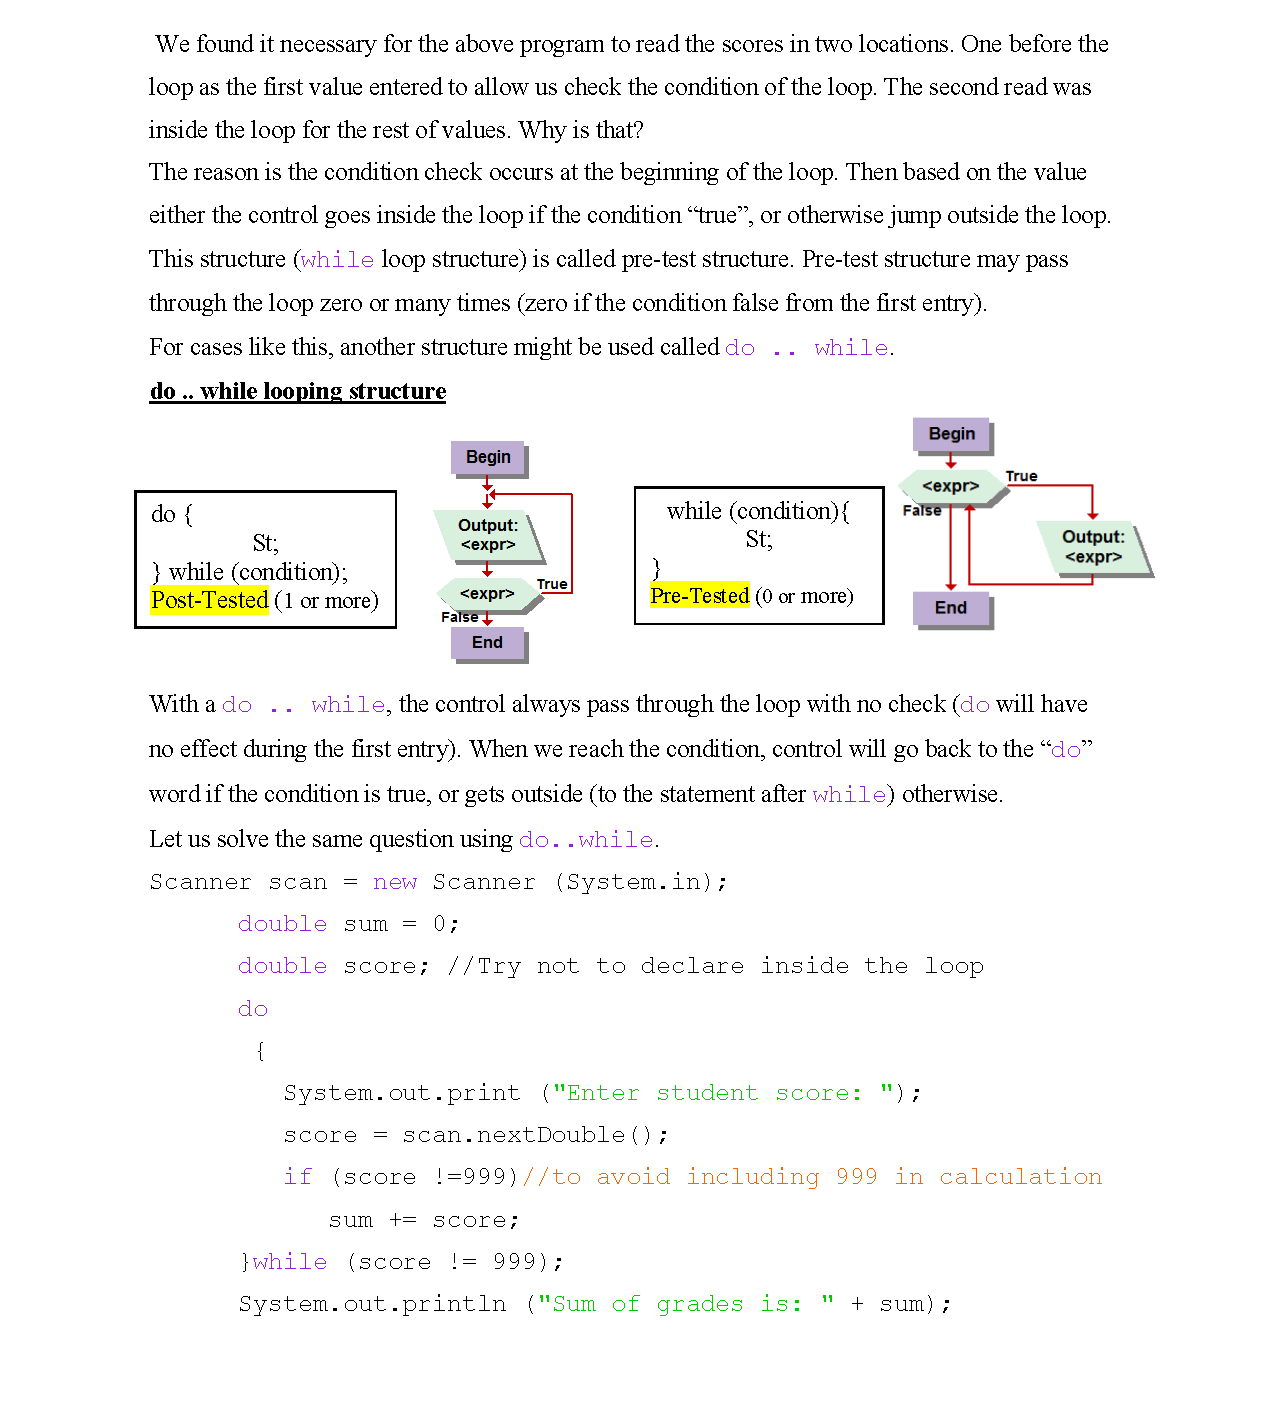 We found it necessary for the above program to read the scores in two locations. One before the
loop as the first value entered to allow us check the condition of the loop. The second read was
inside the loop for the rest of values. Why is that?
The reason is the condition check occurs at the beginning of the loop. Then based on the value
either the control goes inside the loop if the condition “true”, or otherwise jump outside the loop.
This structure (while loop structure) is called pre-test structure. Pre-test structure may pass
through the loop zero or many times (zero if the condition false from the first entry).
For cases like this, another structure might be used called do .. while.
do .. while looping structure
do {
St;
} while (condition);
Post-Tested (1 or more)
Begin
Output:
<expr>
<expr>
True
False
End
while (condition){
St;
}
Pre-Tested (0 or more)
Begin
<expr>
True
False
Output:
<expr>
End
With a do .. while, the control always pass through the loop with no check (do will have
no effect during the first entry). When we reach the condition, control will go back to the “do”
word if the condition is true, or gets outside (to the statement after while) otherwise.
Let us solve the same question using do..while.
Scanner scan = new Scanner (System.in);
double sum = 0;
double score; //Try not to declare inside the loop
do
{
System.out.print ("Enter student score: ");
score = scan.nextDouble();
if (score !=999)//to avoid including 999 in calculation
sum += score;
}while (score != 999);
System.out.println ("Sum of grades is: " + sum);